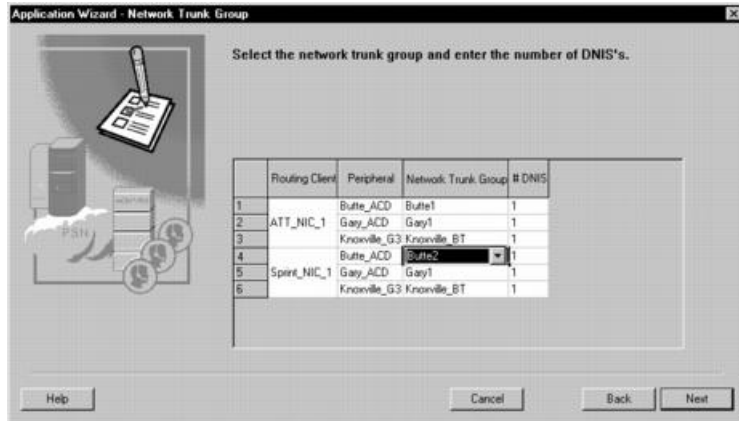 Application Wizard - Network Trunk Group
Select the network trunk group and enter the number of DNIS's.
Routing Client Peripheral Network Trunk Group # DNIS
1 Butte_ACD Butte1 1
2 ATT_NIC_1 Gary_ACD Gary1 1
3 Knoxville_G3 Knoxville_BT 1
4 Butte_ACD Butte2 1
5 Sprint_NIC_1 Gary_ACD Gary1 1
6 Knoxville_G3 Knoxville_BT 1
PSN
Help Cancel Back Next